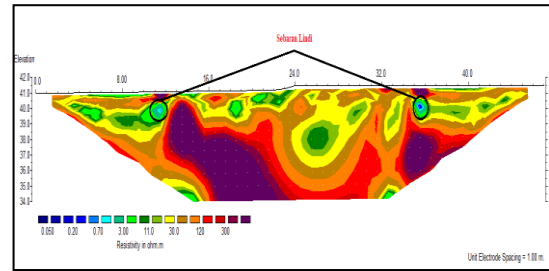 Sebaran Lindi
Elevation
42.0 0.0 8.00 16.0 24.0 32.0 40.0
41.0
40.0
39.0
38.0
37.0
36.0
35.0
34.0
0.050 0.20 0.70 3.00 11.0 30.0 120 300
Resistivity in ohm.m
Unit Electrode Spacing = 1.00 m.